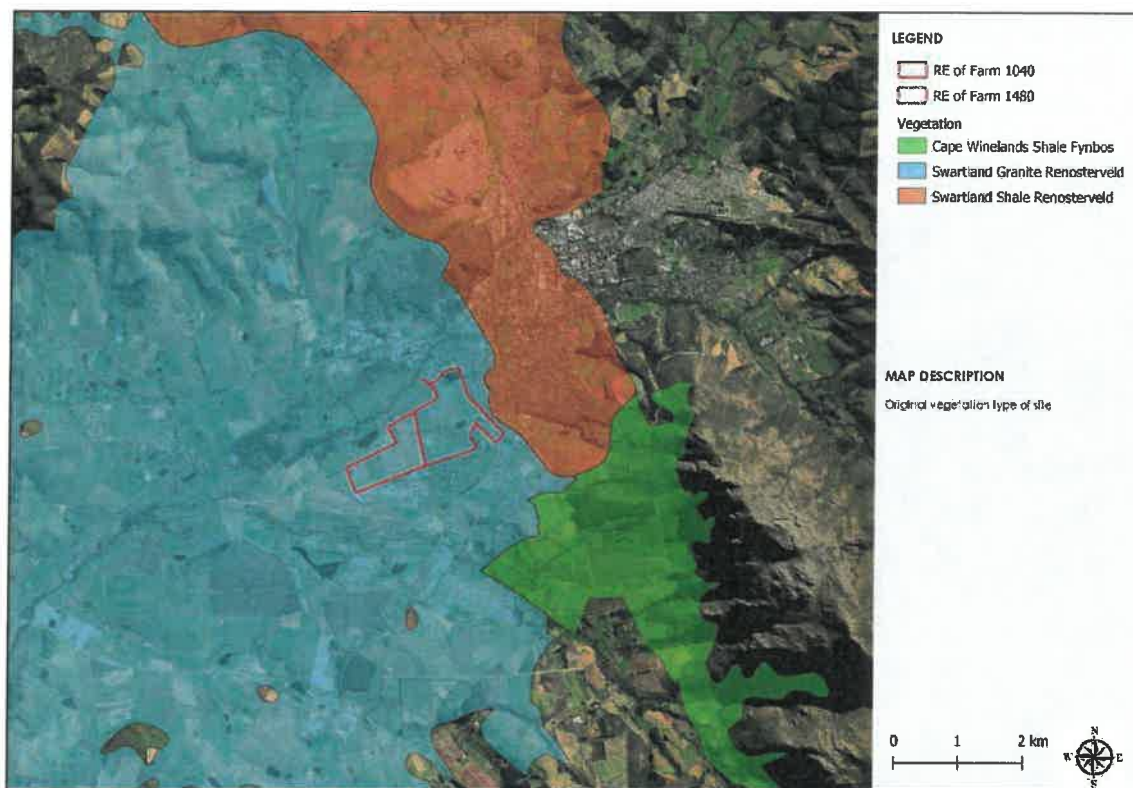 LEGEND
RE of Farm 1040
RE of Farm 1480
Vegetation
Cape Winelands Shale Fynbos
Swartland Granite Renosterveld
Swartland Shale Renosterveld
MAP DESCRIPTION
Original vegetation type of site
0 1 2 km
N
W E
S